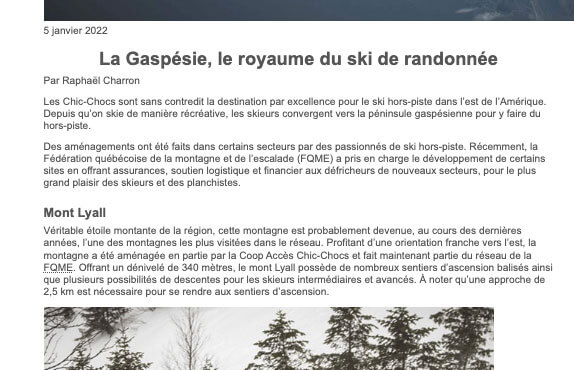 5 janvier 2022
La Gaspésie, le royaume du ski de randonnée
Par Raphaël Charron
Les Chic-Chocs sont sans contredit la destination par excellence pour le ski hors-piste dans l'est de l'Amérique.
Depuis qu'on skie de manière récréative, les skieurs convergent vers la péninsule gaspésienne pour y faire du
hors-piste.
Des aménagements ont été faits dans certains secteurs par des passionnés de ski hors-piste. Récemment, la
Fédération québécoise de la montagne et de l'escalade (FQME) a pris en charge le développement de certains
sites en offrant assurances, soutien logistique et financier aux défricheurs de nouveaux secteurs, pour le plus
grand plaisir des skieurs et des planchistes.
Mont Lyall
Véritable étoile montante de la région, cette montagne est probablement devenue, au cours des dernières
années, l'une des montagnes les plus visitées dans le réseau. Profitant d'une orientation franche vers l'est, la
montagne a été aménagée en partie par la Coop Accès Chic-Chocs et fait maintenant partie du réseau de la
FQME. Offrant un dénivelé de 340 mètres, le mont Lyall possède de nombreux sentiers d'ascension balisés ainsi
que plusieurs possibilités de descentes pour les skieurs intermédiaires et avancés. À noter qu'une approche de
2,5 km est nécessaire pour se rendre aux sentiers d'ascension.